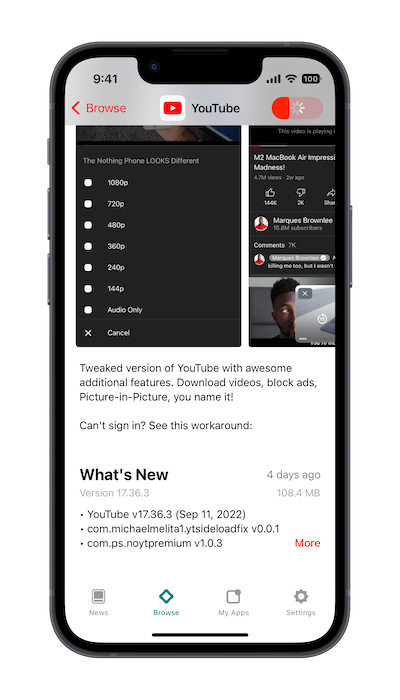 9:41
100
Browse
YouTube
The Nothing Phone LOOKS Different
1080p
720p
480p
360p
240p
144p
Audio Only
Cancel
This video is playing i
M2 MacBook Air Impressi
Madness!
4.7M views · 2w ago
144K
2K
Shar
Marques Brownlee
15.8M subscribers
Comments 7K
Marques Brownlee
killing me too, but I wasn't
You're
Tweaked version of YouTube with awesome
additional features. Download videos, block ads,
Picture-in-Picture, you name it!
Can't sign in? See this workaround:
What's New
4 days ago
Version 17.36.3
108.4 MB
• YouTube v17.36.3 (Sep 11, 2022)
• com.michaelmelita1.ytsideloadfix v0.0.1
• com.ps.noytpremium v1.0.3
More
News
Browse
My Apps
Settings